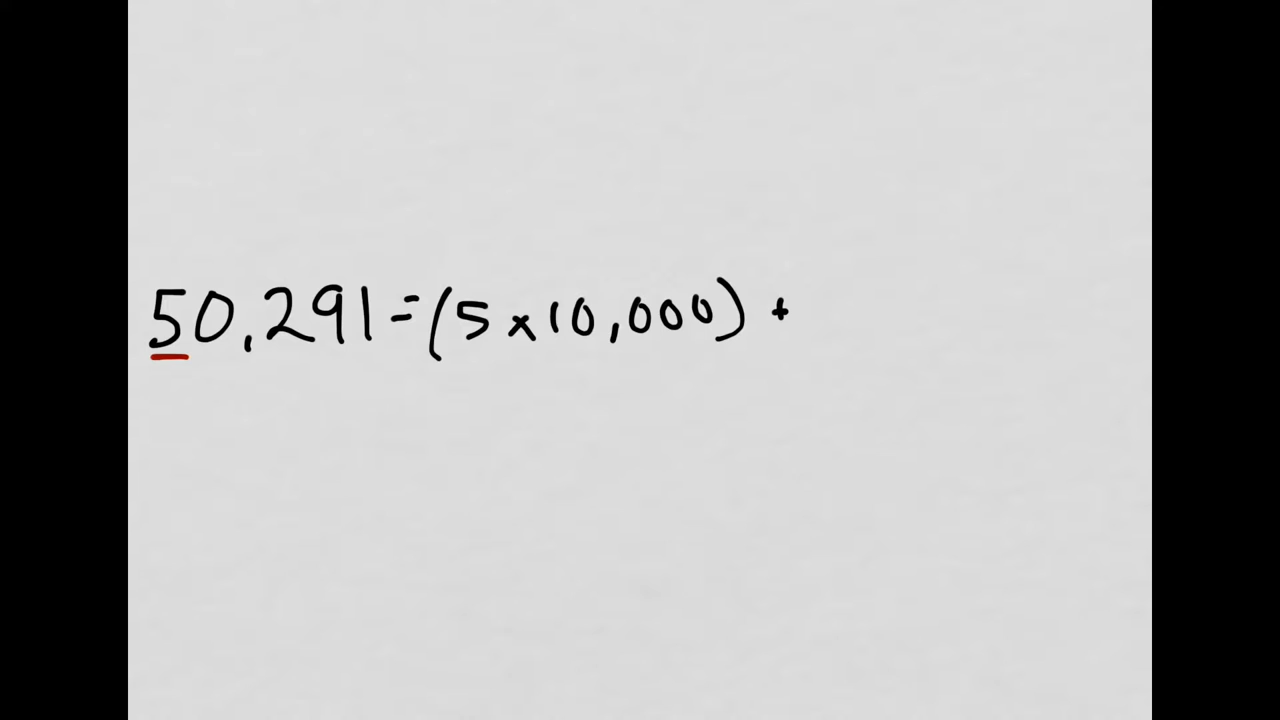 50,291 = (5 x 10,000) +